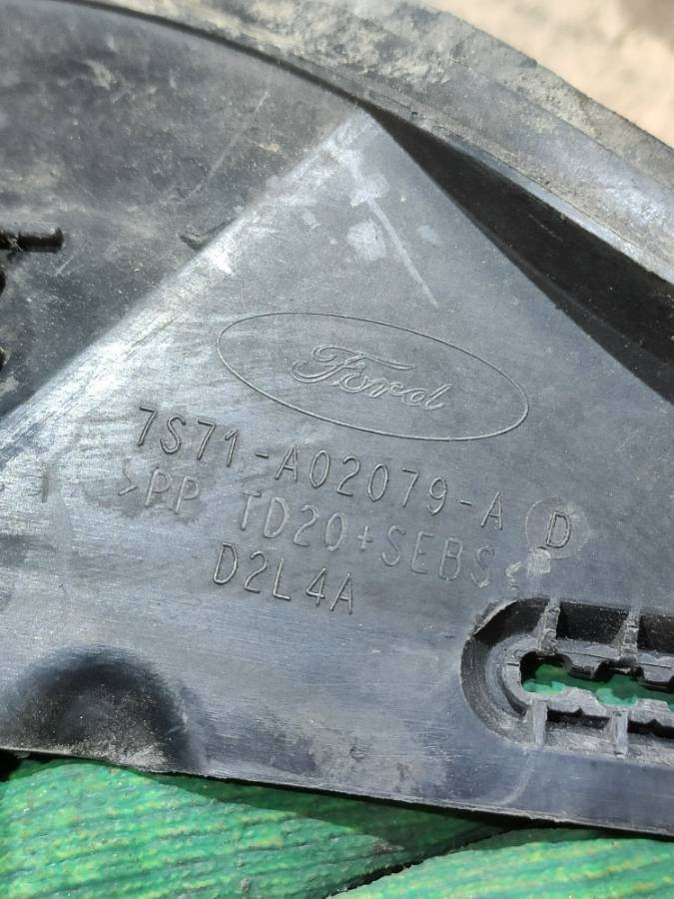 Ford
7S71-A02079-A D
>PP TD20+SEBS<
D2L4A